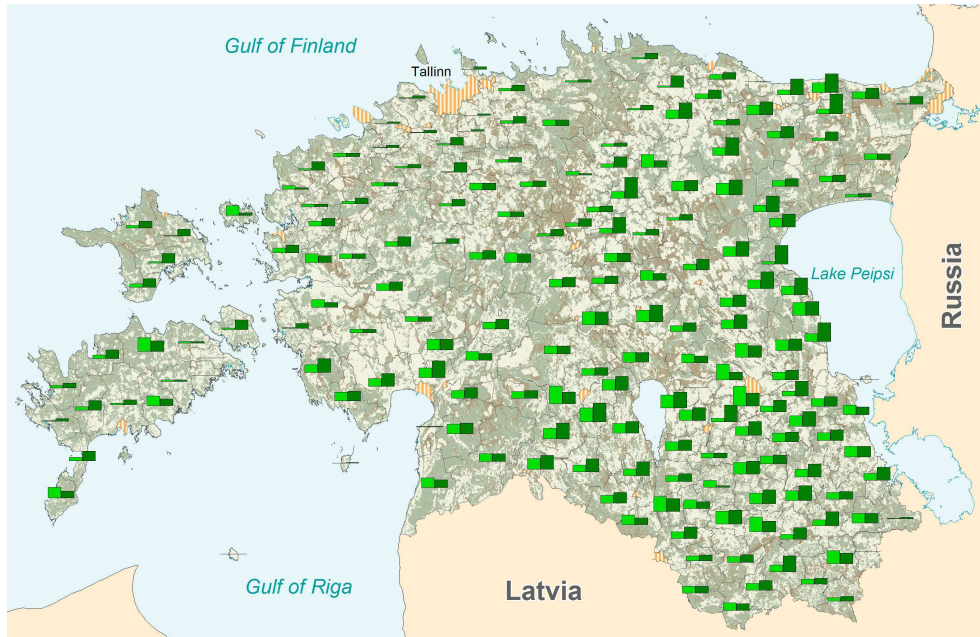 Gulf of Finland
Tallinn
Lake Peipsi
Russia
Gulf of Riga
Latvia